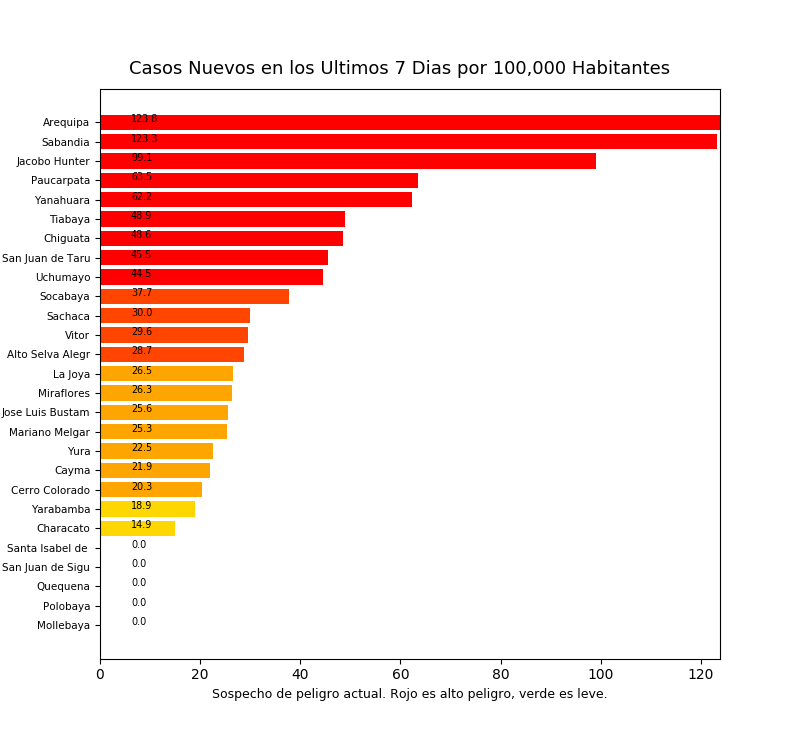 Casos Nuevos en los Ultimos 7 Dias por 100,000 Habitantes
Arequipa 123.8
Sabandia 123.3
Jacobo Hunter 99.1
Paucarpata 63.5
Yanahuara 62.2
Tiabaya 48.9
Chiguata 48.6
San Juan de Taru 45.5
Uchumayo 44.5
Socabaya 37.7
Sachaca 30.0
Vitor 29.6
Alto Selva Alegr 28.7
La Joya 26.5
Miraflores 26.3
Jose Luis Bustam 25.6
Mariano Melgar 25.3
Yura 22.5
Cayma 21.9
Cerro Colorado 20.3
Yarabamba 18.9
Characato 14.9
Santa Isabel de 0.0
San Juan de Sigu 0.0
Quequena 0.0
Polobaya 0.0
Mollebaya 0.0
0 20 40 60 80 100 120
Sospecho de peligro actual. Rojo es alto peligro, verde es leve.